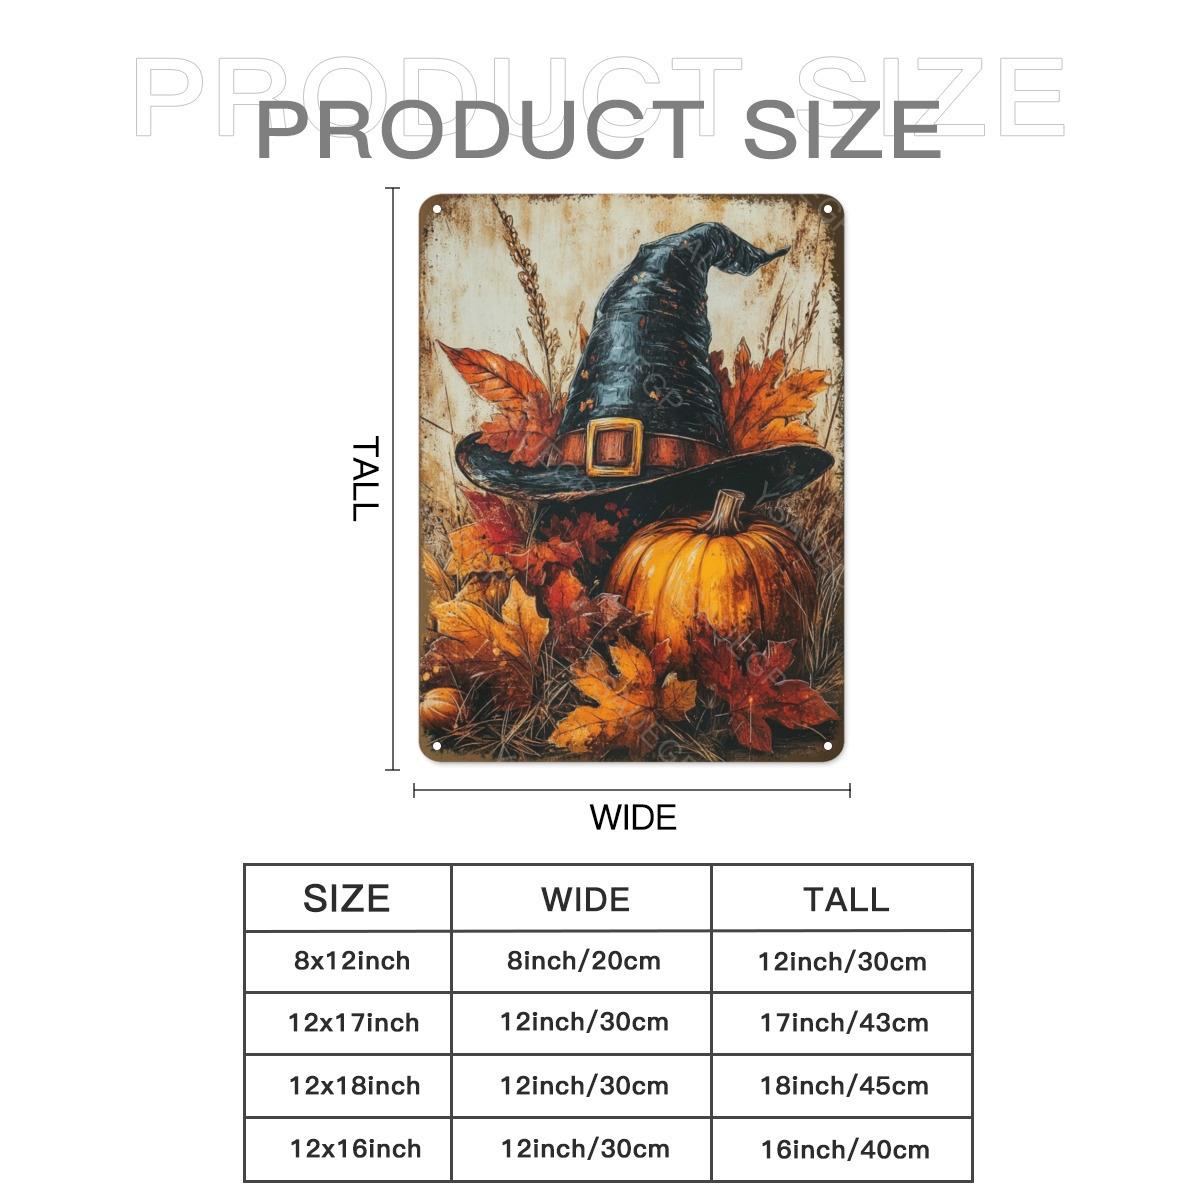 PRODUCT SIZE
PRODUCT SIZE
TALL
WIDE
SIZE WIDE TALL
8x12inch 8inch/20cm 12inch/30cm
12x17inch 12inch/30cm 17inch/43cm
12x18inch 12inch/30cm 18inch/45cm
12x16inch 12inch/30cm 16inch/40cm